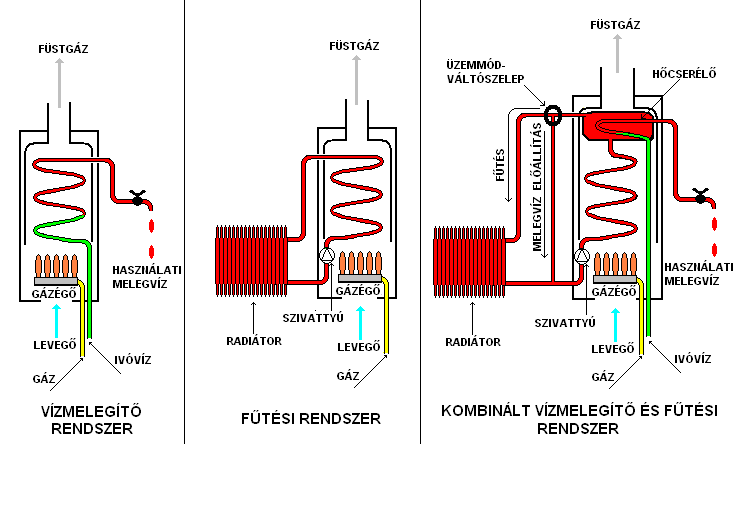 FÜSTGÁZ
HASZNÁLATI
MELEGVÍZ
GÁZÉGŐ
LEVEGŐ
IVÓVÍZ
GÁZ
VÍZMELEGÍTŐ
RENDSZER
FÜSTGÁZ
GÁZÉGŐ
SZIVATTYÚ
RADIÁTOR
LEVEGŐ
GÁZ
FŰTÉSI RENDSZER
FÜSTGÁZ
ÜZEMMÓD-
VÁLTÓSZELEP
HŐCSERÉLŐ
FŰTÉS
MELEGVÍZ ELŐÁLLÍTÁS
HASZNÁLATI
MELEGVÍZ
GÁZÉGŐ
SZIVATTYÚ
RADIÁTOR
LEVEGŐ
IVÓVÍZ
GÁZ
KOMBINÁLT VÍZMELEGÍTŐ ÉS FŰTÉSI
RENDSZER